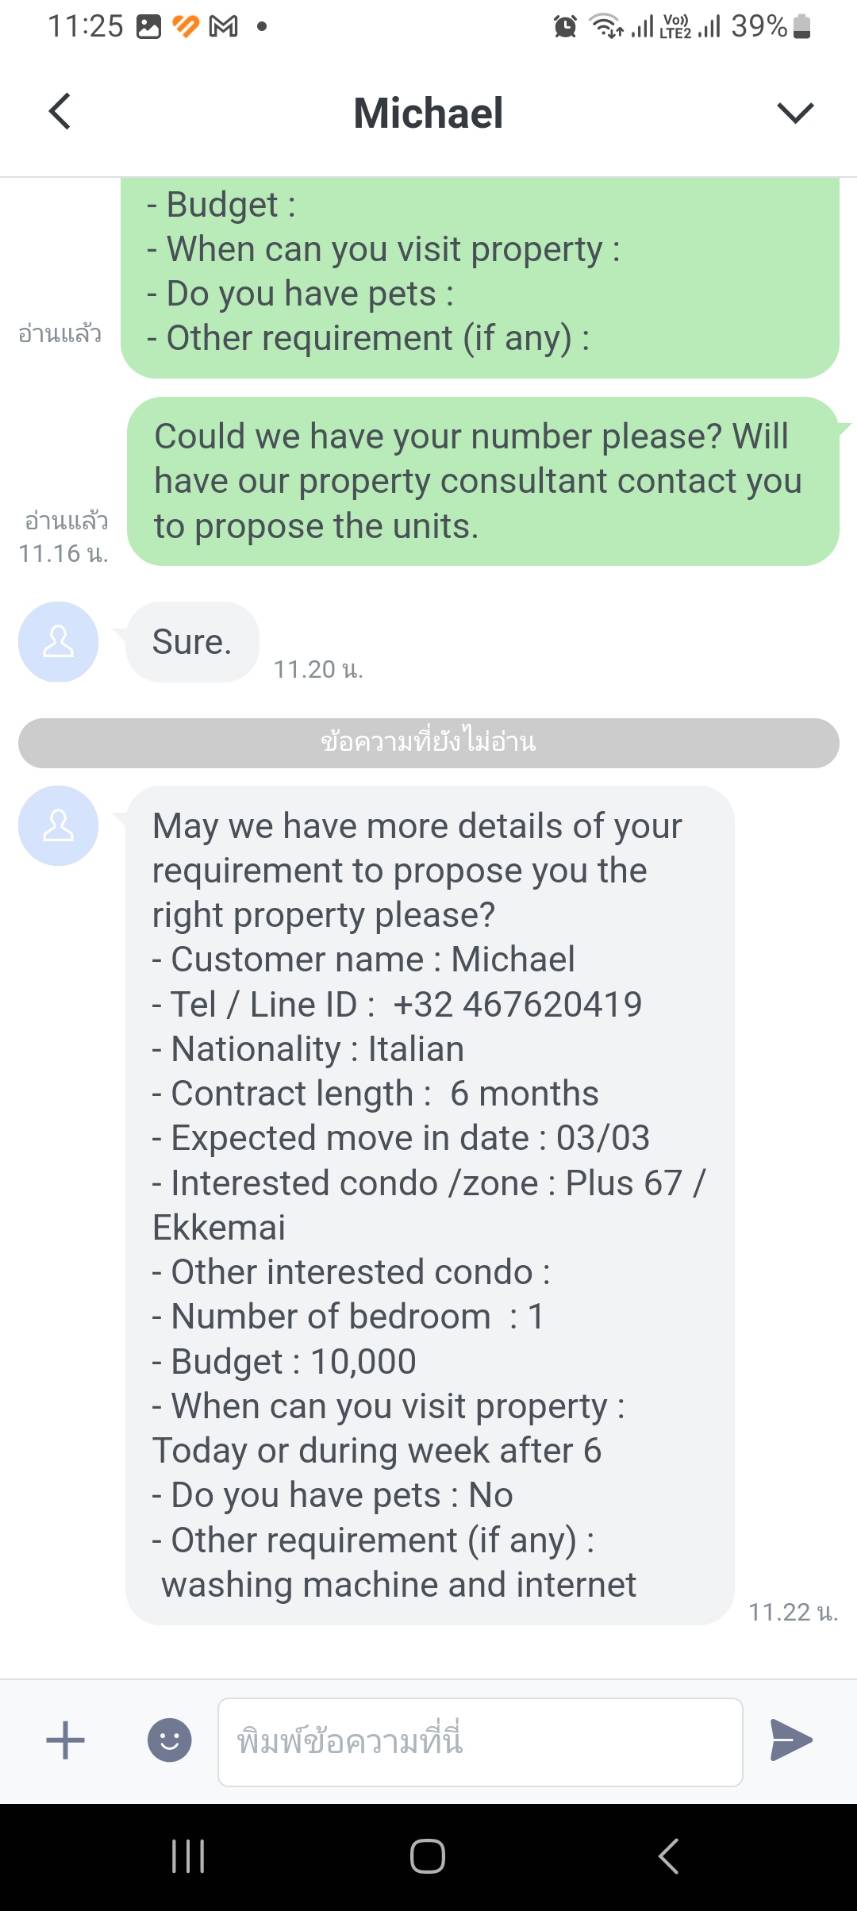 11:25
Vo))
LTE2
39%
Michael
- Budget :
- When can you visit property :
- Do you have pets :
- Other requirement (if any) :
อ่านแล้ว
Could we have your number please? Will
have our property consultant contact you
to propose the units.
อ่านแล้ว
11.16 น.
Sure.
11.20 น.
ข้อความที่ยังไม่อ่าน
May we have more details of your
requirement to propose you the
right property please?
- Customer name : Michael
- Tel / Line ID :  +32 467620419
- Nationality : Italian
- Contract length :  6 months
- Expected move in date : 03/03
- Interested condo /zone : Plus 67 /
Ekkemai
- Other interested condo :
- Number of bedroom  : 1
- Budget : 10,000
- When can you visit property :
Today or during week after 6
- Do you have pets : No
- Other requirement (if any) :
washing machine and internet
11.22 น.
พิมพ์ข้อความที่นี่